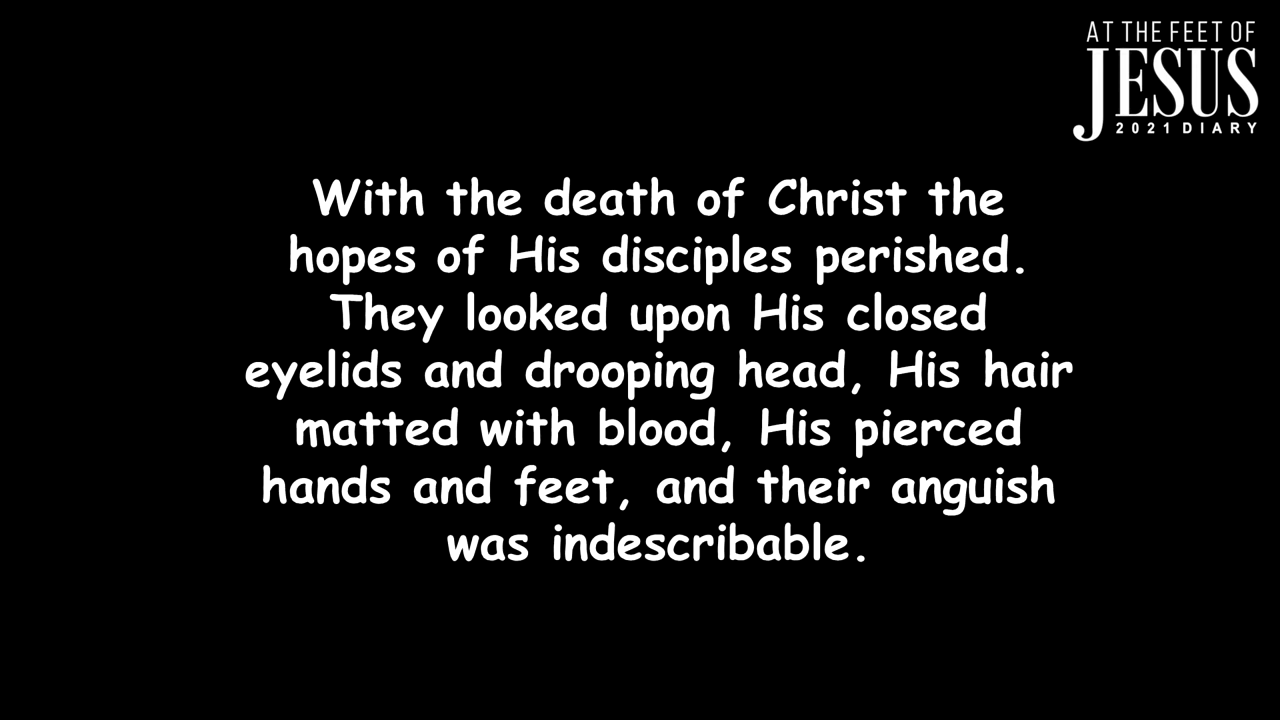 AT THE FEET OF
JESUS
2021 DIARY
With the death of Christ the
hopes of His disciples perished.
They looked upon His closed
eyelids and drooping head, His hair
matted with blood, His pierced
hands and feet, and their anguish
was indescribable.